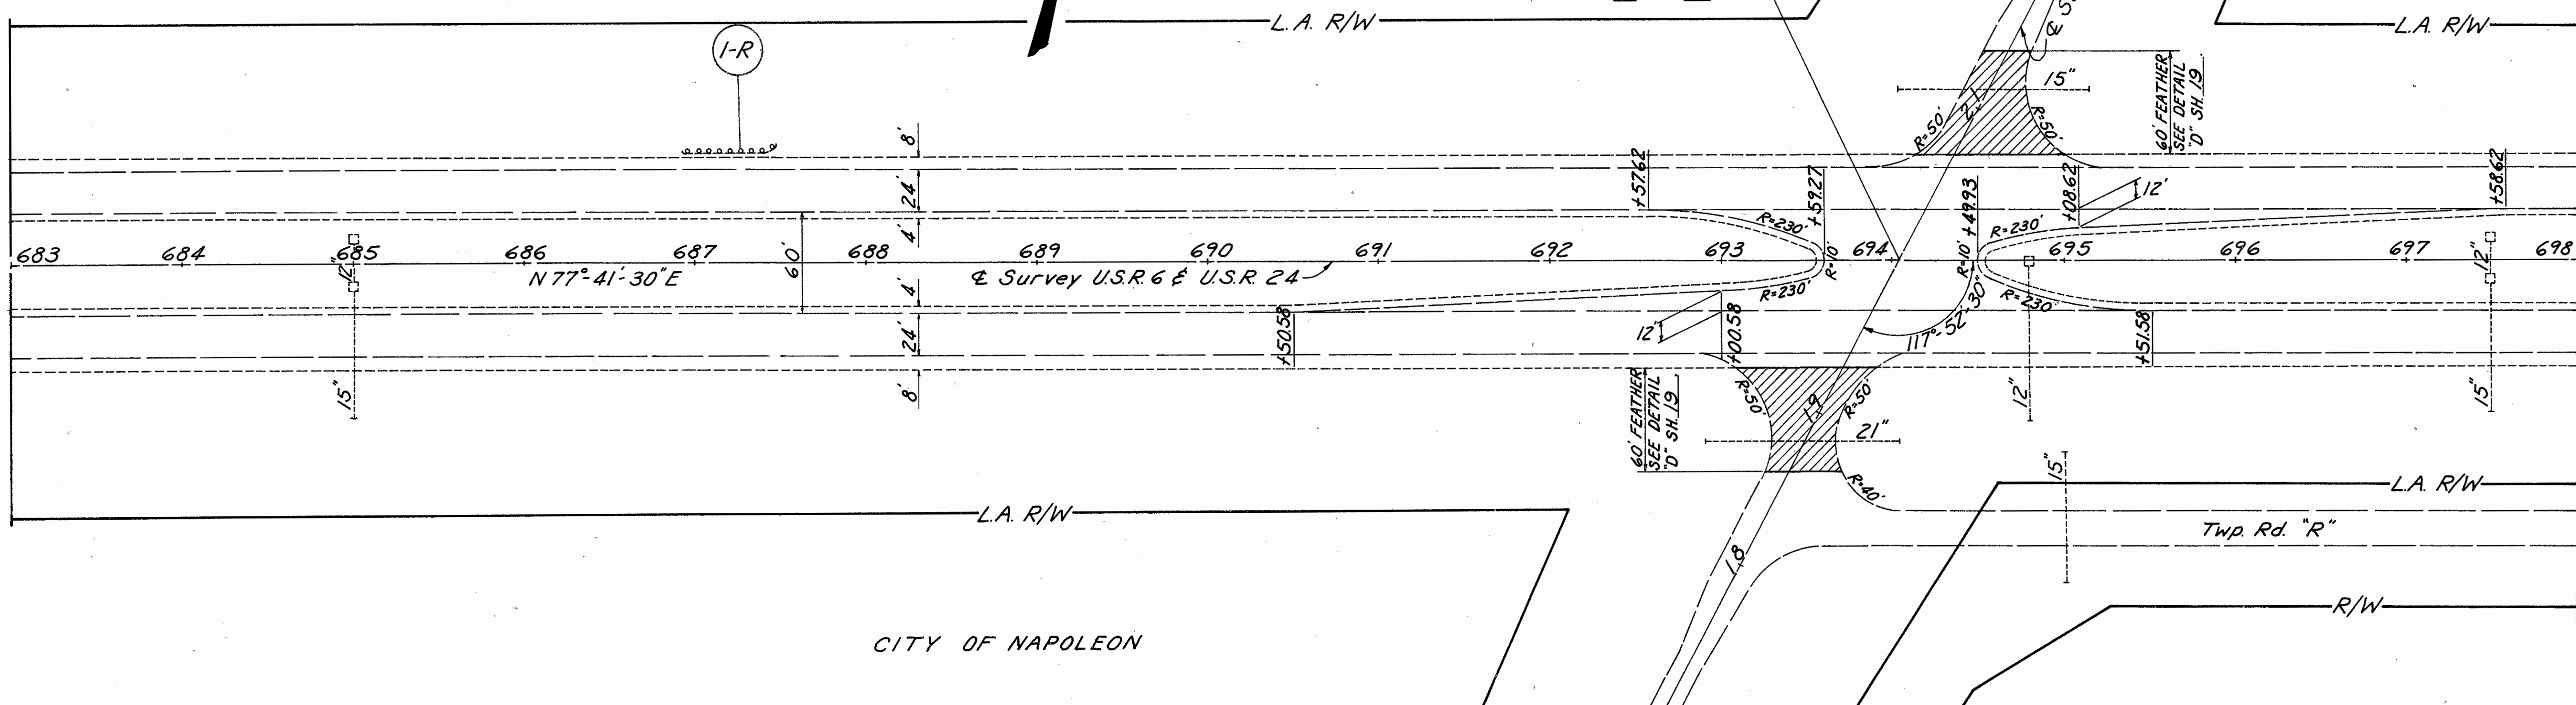 L.A. R/W
L.A. R/W
1-R
15"
60' FEATHER
SEE DETAIL
"D" SH. 19
R=50'
R=50'
8'
24'
4'
60'
+57.62
+59.27
+49.93
+08.62
12'
+58.62
R=230'
R=10'
R=10'
R=230'
683 684 685 686 687 688 689 690 691 692 693 694 695 696 697 698
12"
12"
N 77°-41'-30" E
℄ Survey U.S.R. 6 & U.S.R. 24
4'
24'
8'
R=230'
R=230'
117°-52'-30"
+50.58
12'
+00.58
+51.58
15"
12"
15"
60' FEATHER
SEE DETAIL
"D" SH. 19
R=50'
R=50'
19
21"
R=40'
15"
L.A. R/W
L.A. R/W
Twp. Rd. "R"
18
R/W
CITY OF NAPOLEON